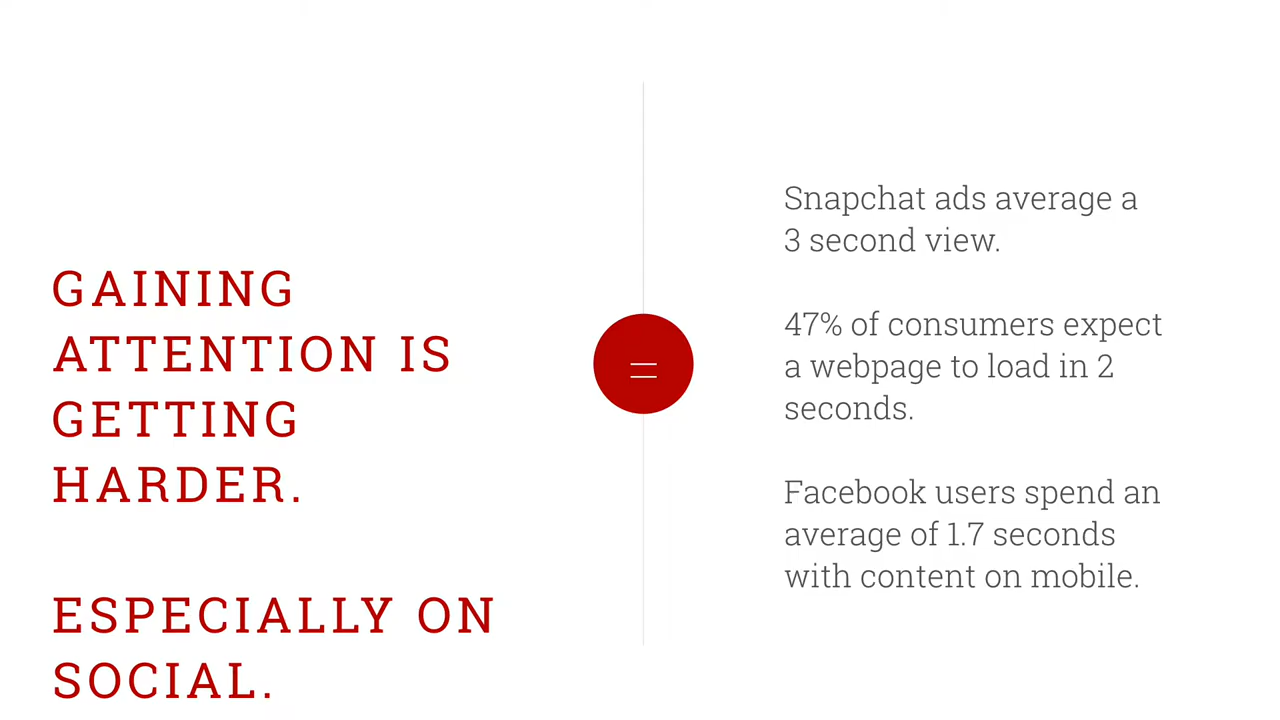 GAINING
ATTENTION IS
GETTING
HARDER.
ESPECIALLY ON
SOCIAL.
Snapchat ads average a
3 second view.
47% of consumers expect
a webpage to load in 2
seconds.
Facebook users spend an
average of 1.7 seconds
with content on mobile.